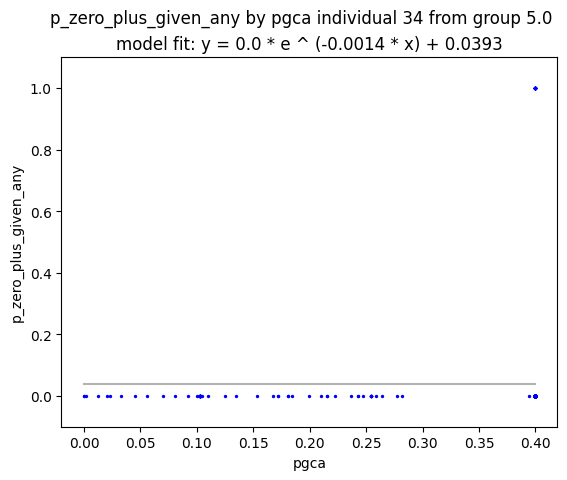 p_zero_plus_given_any by pgca individual 34 from group 5.0
model fit: y = 0.0 * e ^ (-0.0014 * x) + 0.0393
1.0
0.8
0.6
0.4
0.2
0.0
p_zero_plus_given_any
0.00 0.05 0.10 0.15 0.20 0.25 0.30 0.35 0.40
pgca